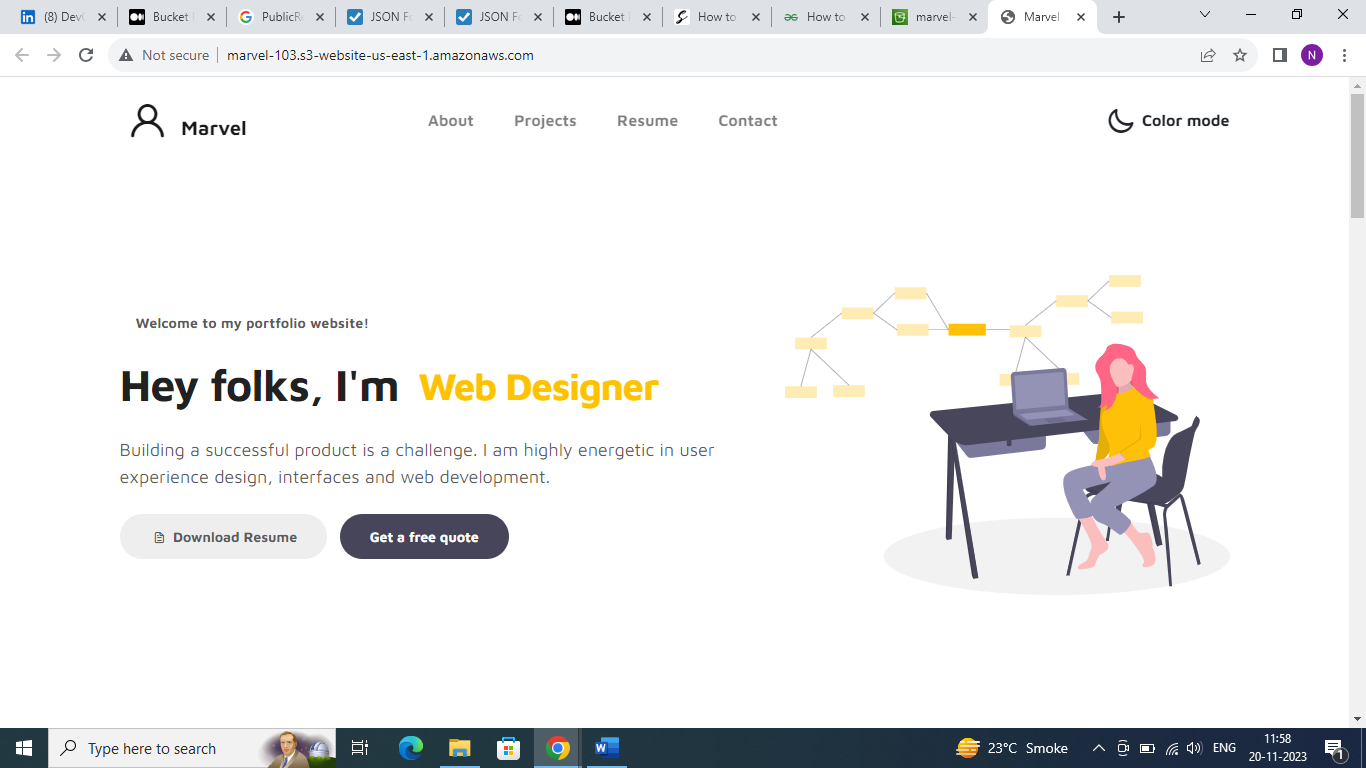 (8) Dev
Bucket
PublicR
JSON Fo
JSON Fo
Bucket
How to
How to
marvel-
Marvel
Not secure
marvel-103.s3-website-us-east-1.amazonaws.com
N
Marvel
About
Projects
Resume
Contact
Color mode
Welcome to my portfolio website!
Hey folks, I'm Web Designer
Building a successful product is a challenge. I am highly energetic in user
experience design, interfaces and web development.
Download Resume
Get a free quote
Type here to search
23°C Smoke
ENG
11:58
20-11-2023
1